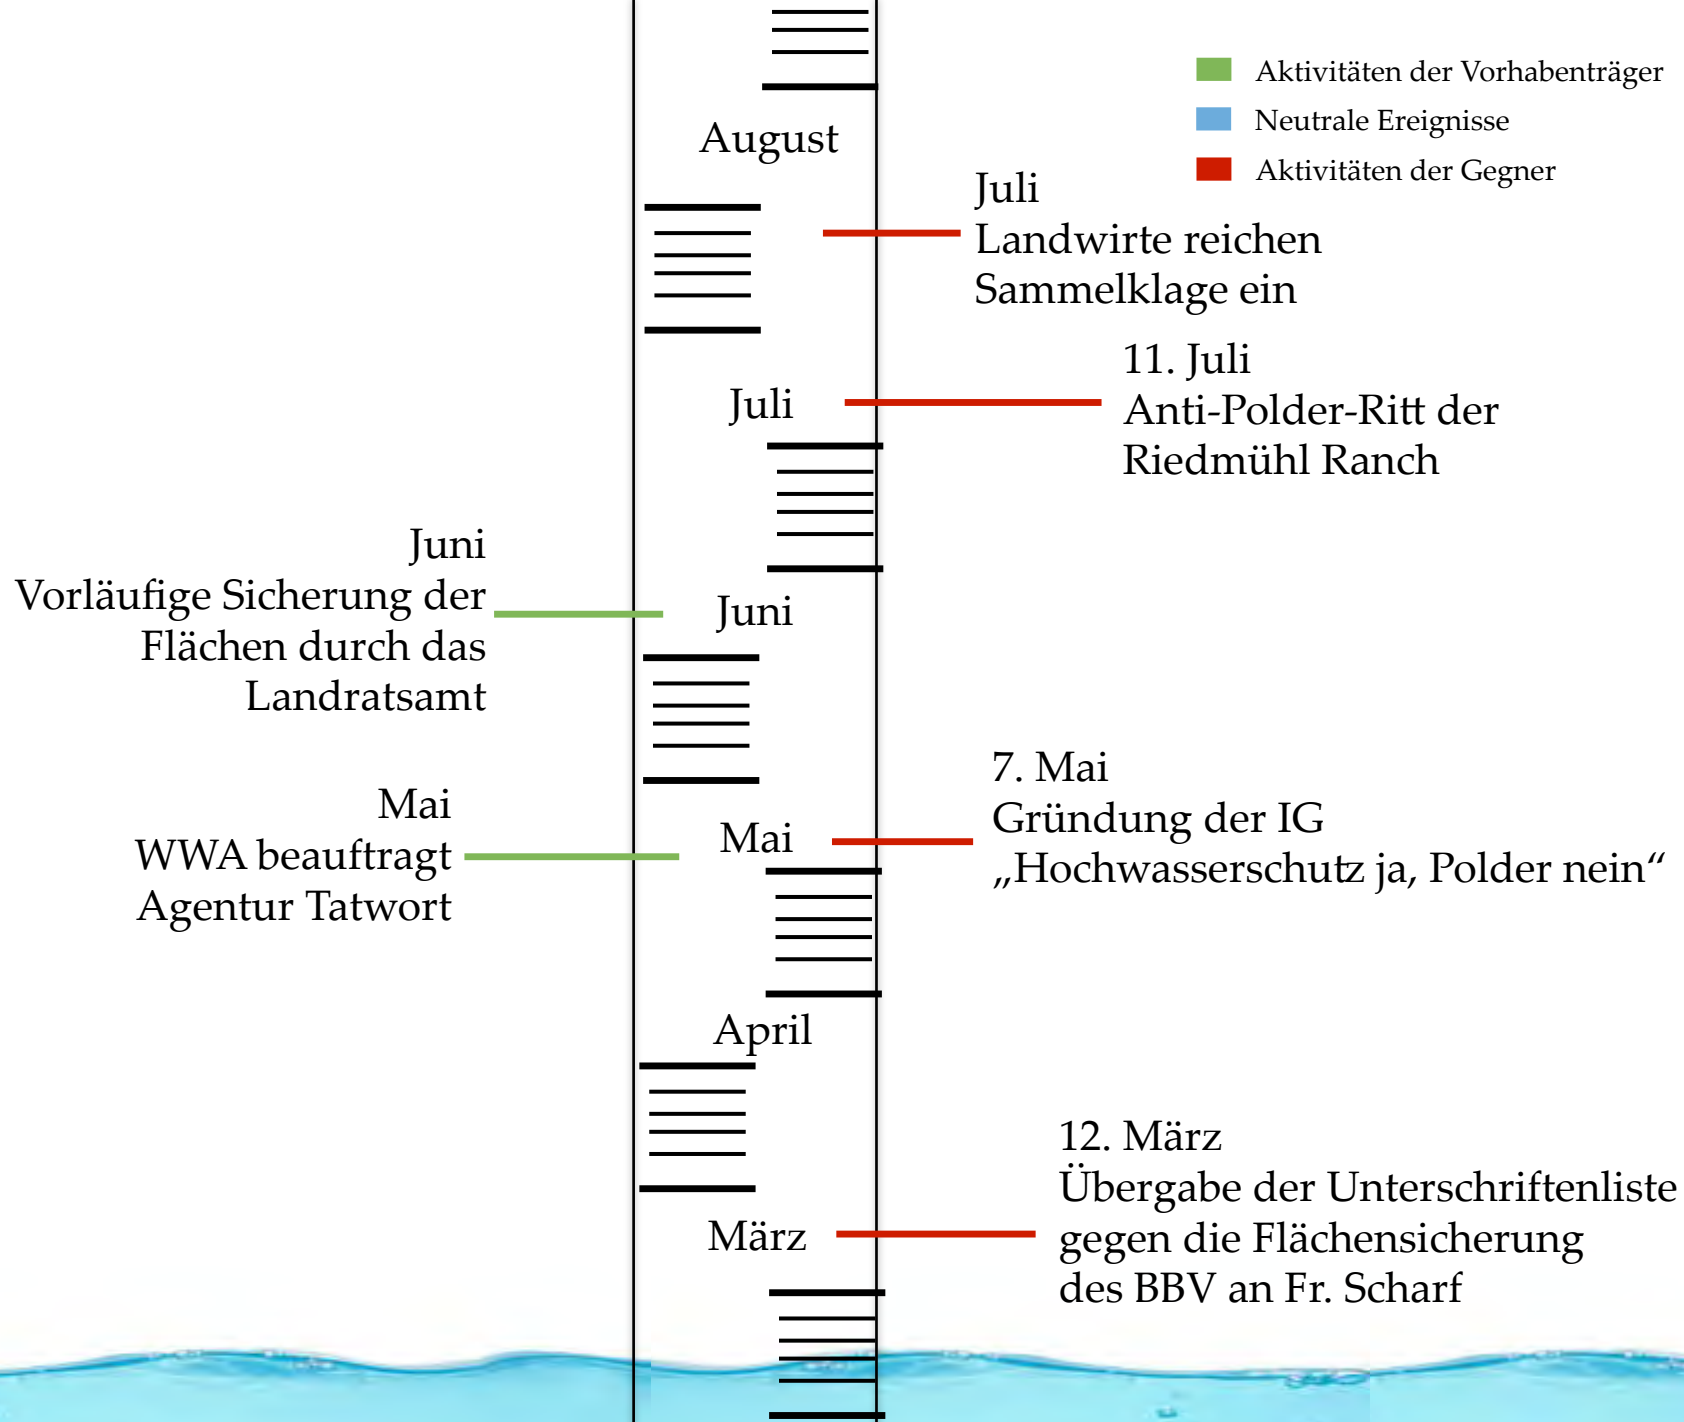 Aktivitäten der Vorhabenträger
Neutrale Ereignisse
Aktivitäten der Gegner
August
Juli
Landwirte reichen
Sammelklage ein
11. Juli
Anti-Polder-Ritt der
Riedmühl Ranch
Juli
Juni
Vorläufige Sicherung der
Flächen durch das
Landratsamt
Juni
7. Mai
Gründung der IG
„Hochwasserschutz ja, Polder nein“
Mai
WWA beauftragt
Agentur Tatwort
Mai
April
12. März
Übergabe der Unterschriftenliste
gegen die Flächensicherung
des BBV an Fr. Scharf
März